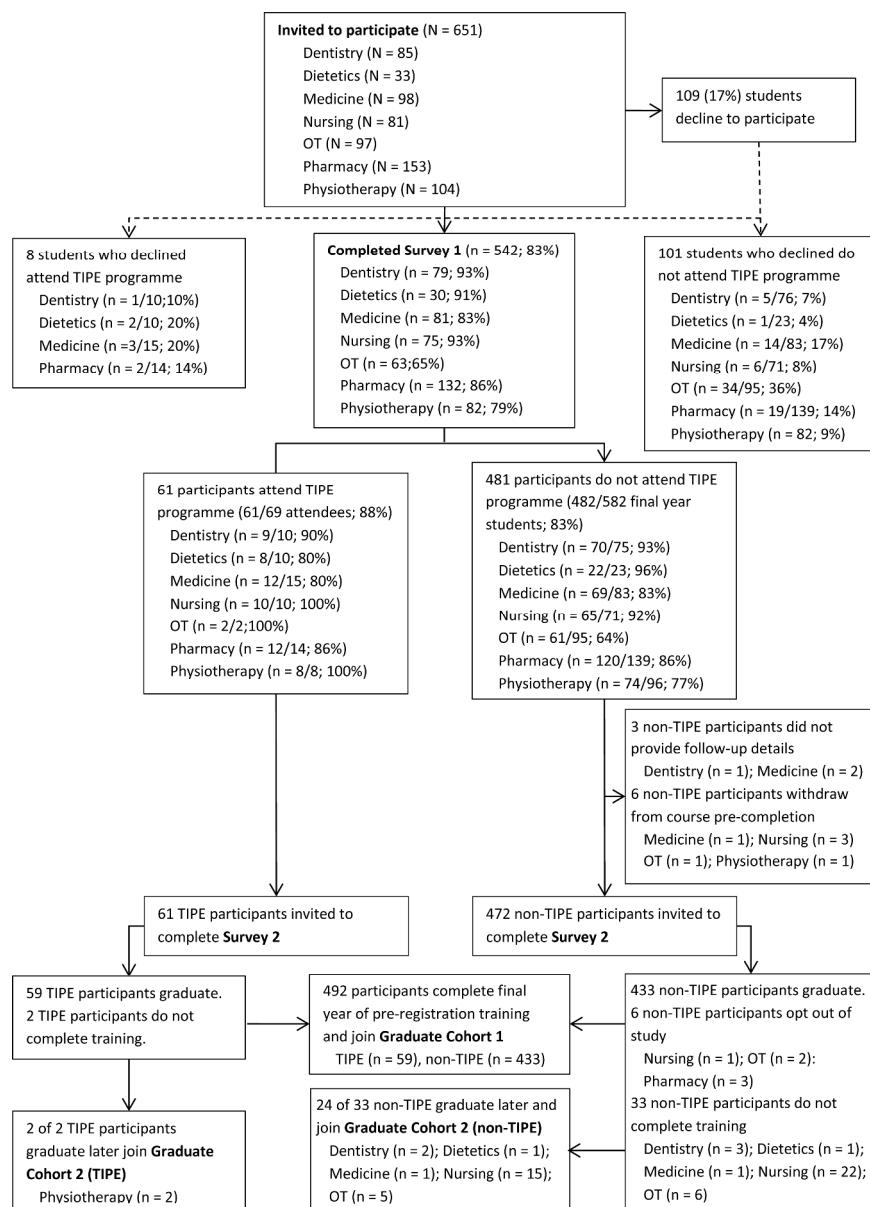 Invited to participate (N = 651)
Dentistry (N = 85)
Dietetics (N = 33)
Medicine (N = 98)
Nursing (N = 81)
OT (N = 97)
Pharmacy (N = 153)
Physiotherapy (N = 104)
109 (17%) students
decline to participate
8 students who declined
attend TIPE programme
Dentistry (n = 1/10;10%)
Dietetics (n = 2/10; 20%)
Medicine (n =3/15; 20%)
Pharmacy (n = 2/14; 14%)
Completed Survey 1 (n = 542; 83%)
Dentistry (n = 79; 93%)
Dietetics (n = 30; 91%)
Medicine (n = 81; 83%)
Nursing (n = 75; 93%)
OT (n = 63;65%)
Pharmacy (n = 132; 86%)
Physiotherapy (n = 82; 79%)
101 students who declined do
not attend TIPE programme
Dentistry (n = 5/76; 7%)
Dietetics (n = 1/23; 4%)
Medicine (n = 14/83; 17%)
Nursing (n = 6/71; 8%)
OT (n = 34/95; 36%)
Pharmacy (n = 19/139; 14%)
Physiotherapy (n = 82; 9%)
61 participants attend TIPE
programme (61/69 attendees; 88%)
Dentistry (n = 9/10; 90%)
Dietetics (n = 8/10; 80%)
Medicine (n = 12/15; 80%)
Nursing (n = 10/10; 100%)
OT (n = 2/2;100%)
Pharmacy (n = 12/14; 86%)
Physiotherapy (n = 8/8; 100%)
481 participants do not attend TIPE
programme (482/582 final year
students; 83%)
Dentistry (n = 70/75; 93%)
Dietetics (n = 22/23; 96%)
Medicine (n = 69/83; 83%)
Nursing (n = 65/71; 92%)
OT (n = 61/95; 64%)
Pharmacy (n = 120/139; 86%)
Physiotherapy (n = 74/96; 77%)
3 non-TIPE participants did not
provide follow-up details
Dentistry (n = 1); Medicine (n = 2)
6 non-TIPE participants withdraw
from course pre-completion
Medicine (n = 1); Nursing (n = 3)
OT (n = 1); Physiotherapy (n = 1)
61 TIPE participants invited to
complete Survey 2
472 non-TIPE participants invited to
complete Survey 2
59 TIPE participants graduate.
2 TIPE participants do not
complete training.
492 participants complete final
year of pre-registration training
and join Graduate Cohort 1
TIPE (n = 59), non-TIPE (n = 433)
433 non-TIPE participants graduate.
6 non-TIPE participants opt out of
study
Nursing (n = 1); OT (n = 2):
Pharmacy (n = 3)
33 non-TIPE participants do not
complete training
Dentistry (n = 3); Dietetics (n = 1);
Medicine (n = 1); Nursing (n = 22);
OT (n = 6)
2 of 2 TIPE participants
graduate later join Graduate
Cohort 2 (TIPE)
Physiotherapy (n = 2)
24 of 33 non-TIPE graduate later and
join Graduate Cohort 2 (non-TIPE)
Dentistry (n = 2); Dietetics (n = 1);
Medicine (n = 1); Nursing (n = 15);
OT (n = 5)